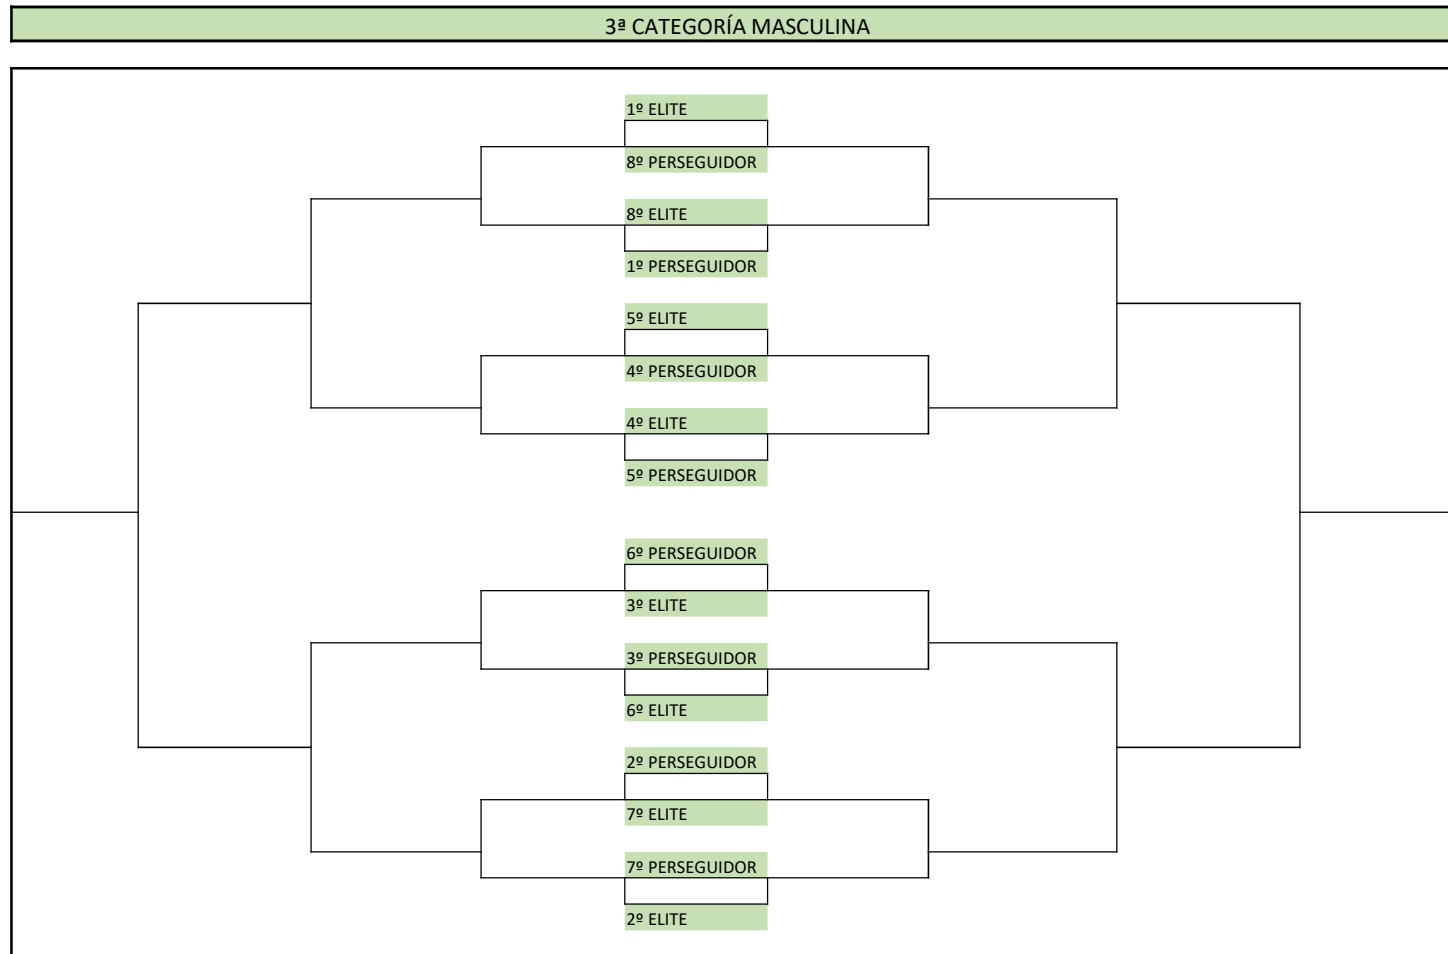 3ª CATEGORÍA MASCULINA
1º ELITE
8º PERSEGUIDOR
8º ELITE
1º PERSEGUIDOR
5º ELITE
4º PERSEGUIDOR
4º ELITE
5º PERSEGUIDOR
6º PERSEGUIDOR
3º ELITE
3º PERSEGUIDOR
6º ELITE
2º PERSEGUIDOR
7º ELITE
7º PERSEGUIDOR
2º ELITE